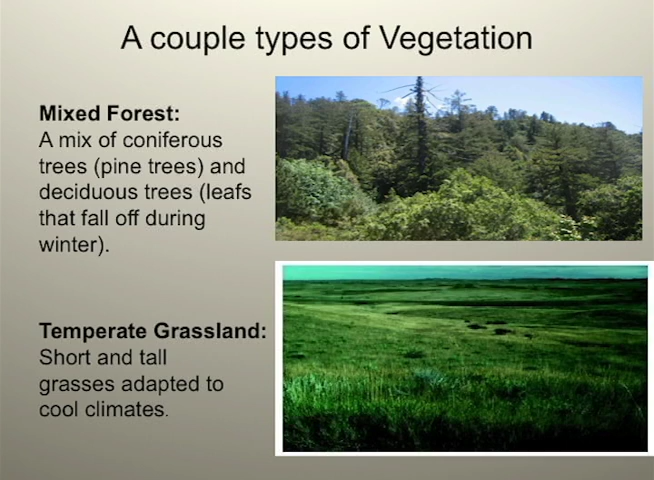 A couple types of Vegetation
Mixed Forest:
A mix of coniferous
trees (pine trees) and
deciduous trees (leafs
that fall off during
winter).
Temperate Grassland:
Short and tall
grasses adapted to
cool climates.